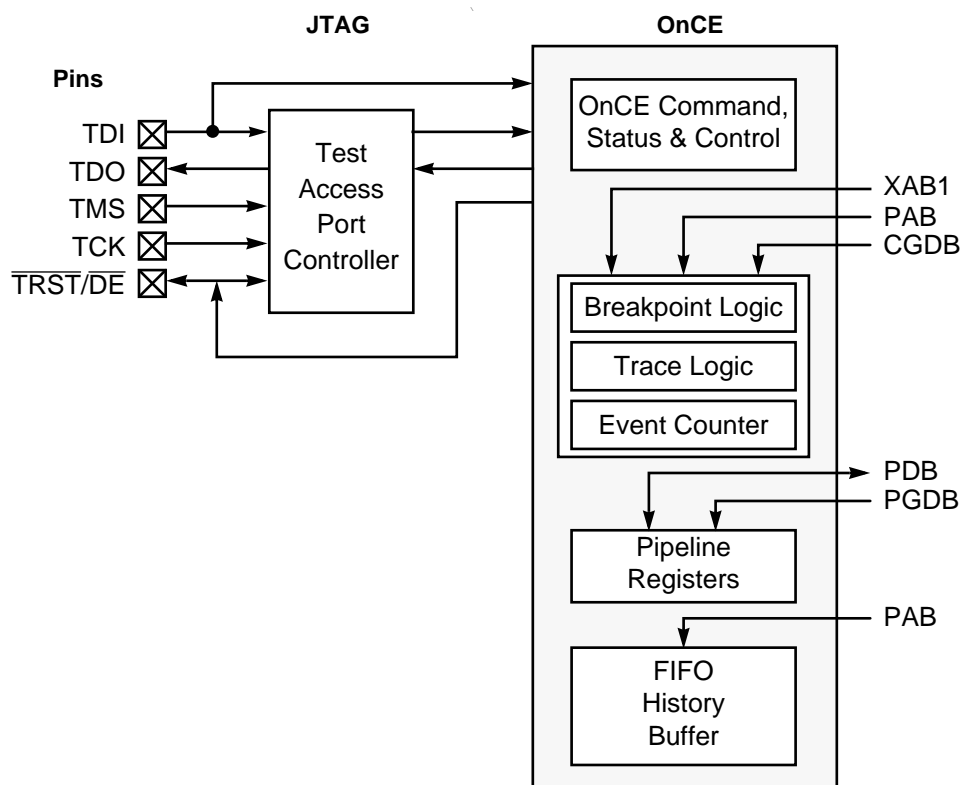 JTAG
OnCE
Pins
TDI
TDO
TMS
TCK
TRST/DE
Test
Access
Port
Controller
OnCE Command,
Status & Control
XAB1
PAB
CGDB
Breakpoint Logic
Trace Logic
Event Counter
PDB
PGDB
Pipeline
Registers
PAB
FIFO
History
Buffer